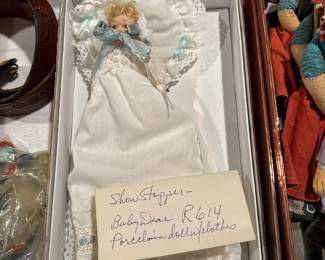 Show Stopper-
Baby Dear R614
Porcelain doll w/clothes